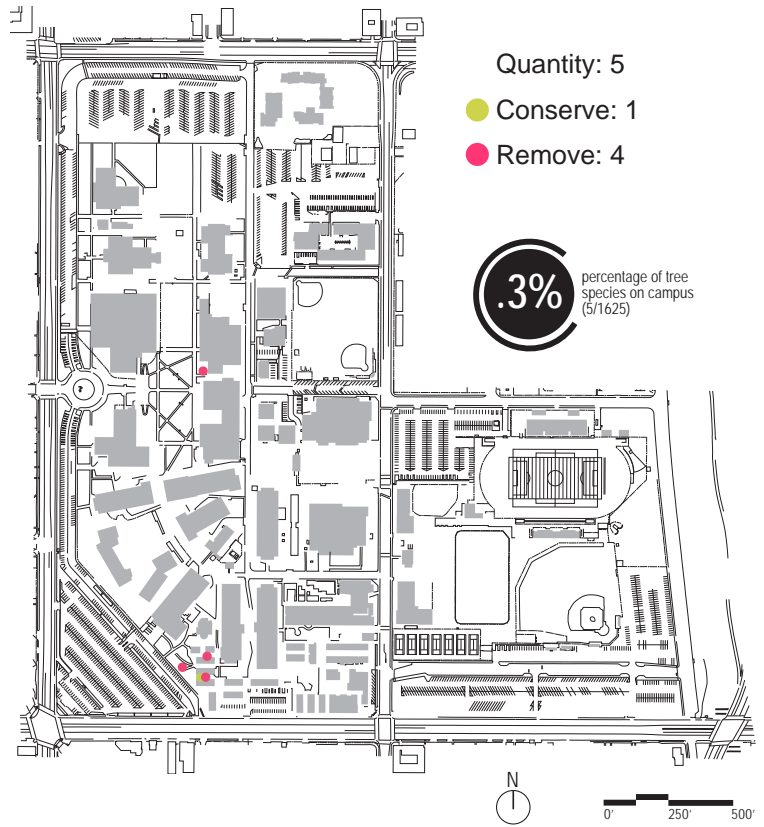 Quantity: 5
Conserve: 1
Remove: 4
.3%
percentage of tree
species on campus
(5/1625)
N
0' 250' 500'